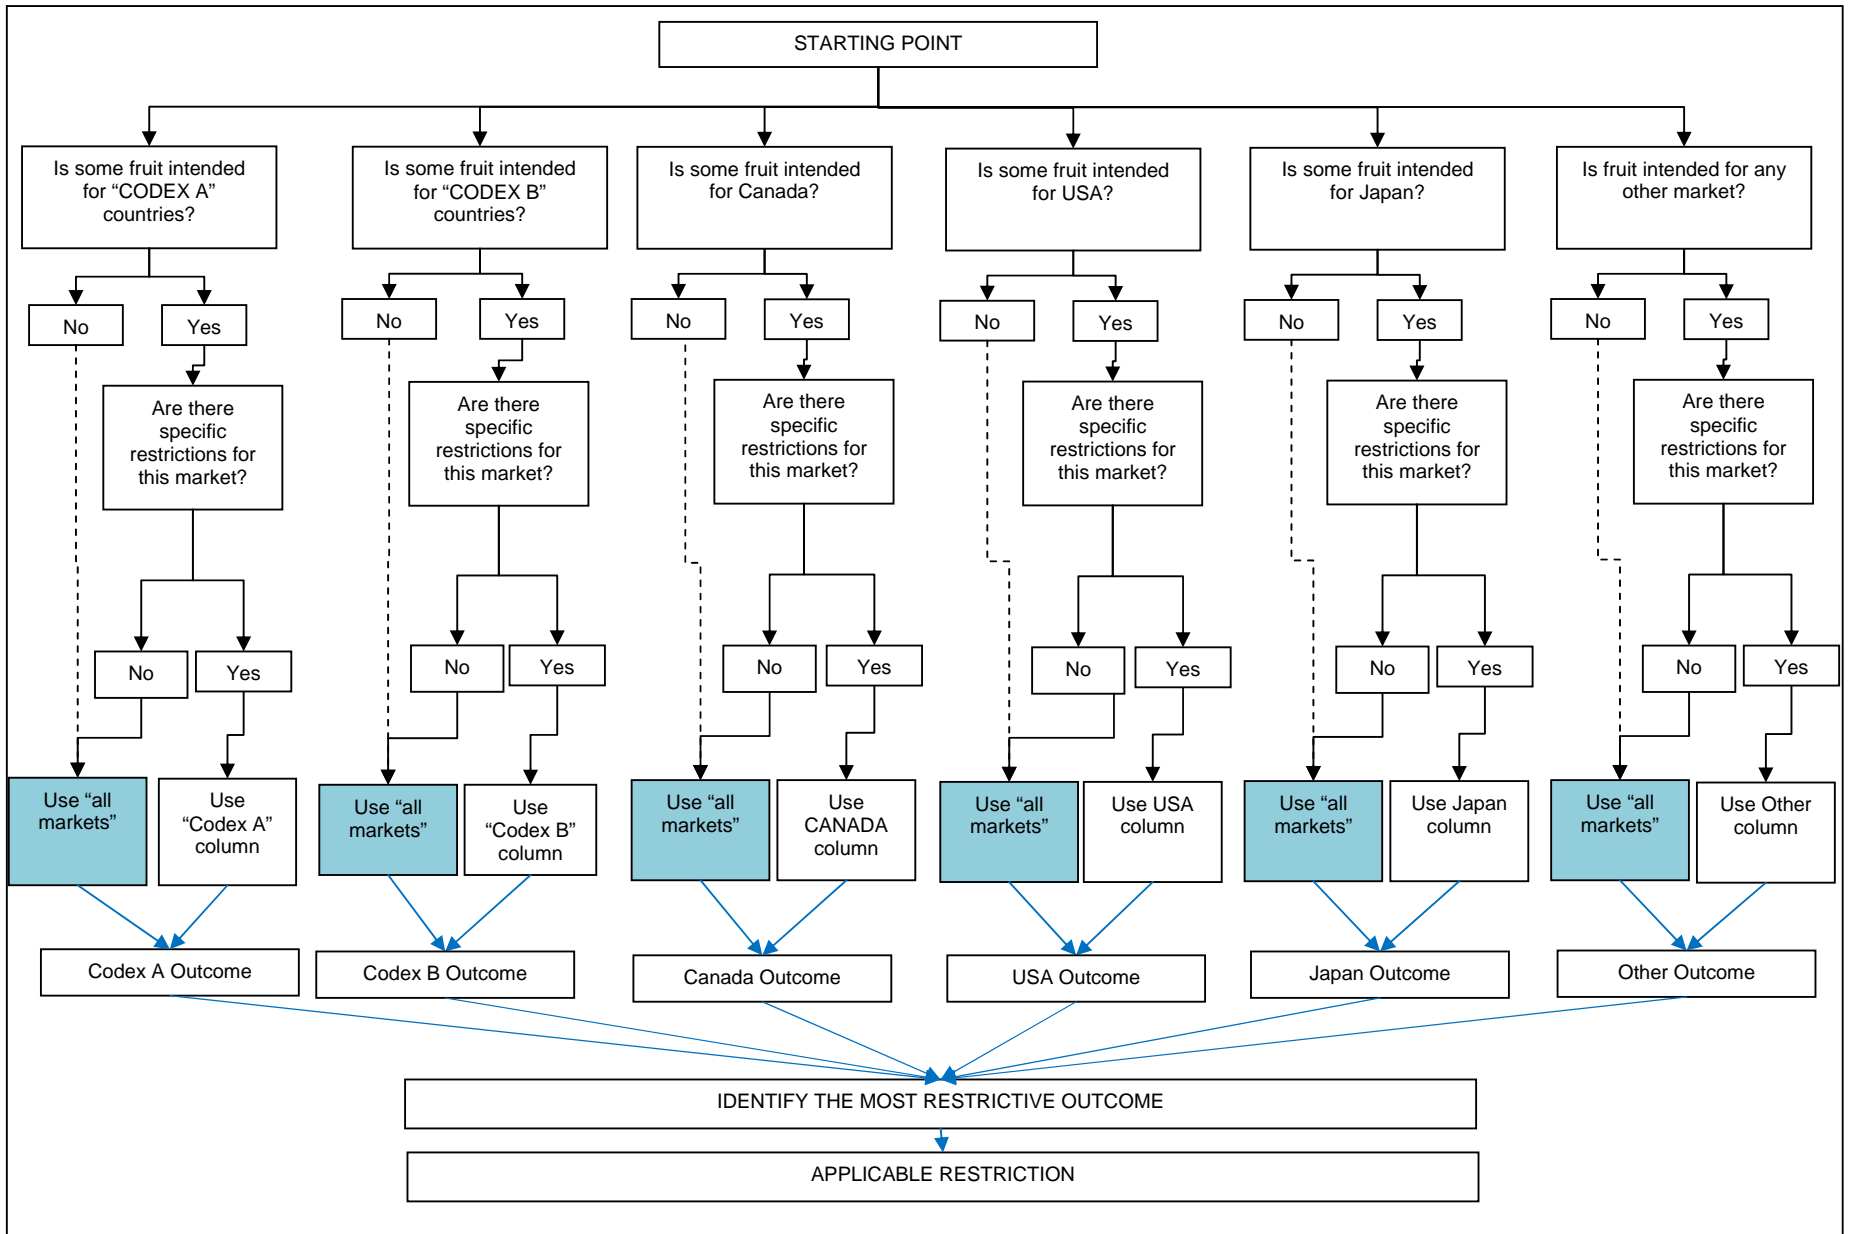 STARTING POINT
Is some fruit intended
for “CODEX A”
countries?
Is some fruit intended
for “CODEX B”
countries?
Is some fruit intended
for Canada?
Is some fruit intended
for USA?
Is some fruit intended
for Japan?
Is fruit intended for any
other market?
No
Yes
No
Yes
No
Yes
No
Yes
No
Yes
No
Yes
Are there
specific
restrictions for
this market?
Are there
specific
restrictions for
this market?
Are there
specific
restrictions for
this market?
Are there
specific
restrictions for
this market?
Are there
specific
restrictions for
this market?
Are there
specific
restrictions for
this market?
No
Yes
No
Yes
No
Yes
No
Yes
No
Yes
No
Yes
Use “all
markets”
Use
“Codex A”
column
Use “all
markets”
Use
“Codex B”
column
Use “all
markets”
Use
CANADA
column
Use “all
markets”
Use USA
column
Use “all
markets”
Use Japan
column
Use “all
markets”
Use Other
column
Codex A Outcome
Codex B Outcome
Canada Outcome
USA Outcome
Japan Outcome
Other Outcome
IDENTIFY THE MOST RESTRICTIVE OUTCOME
APPLICABLE RESTRICTION